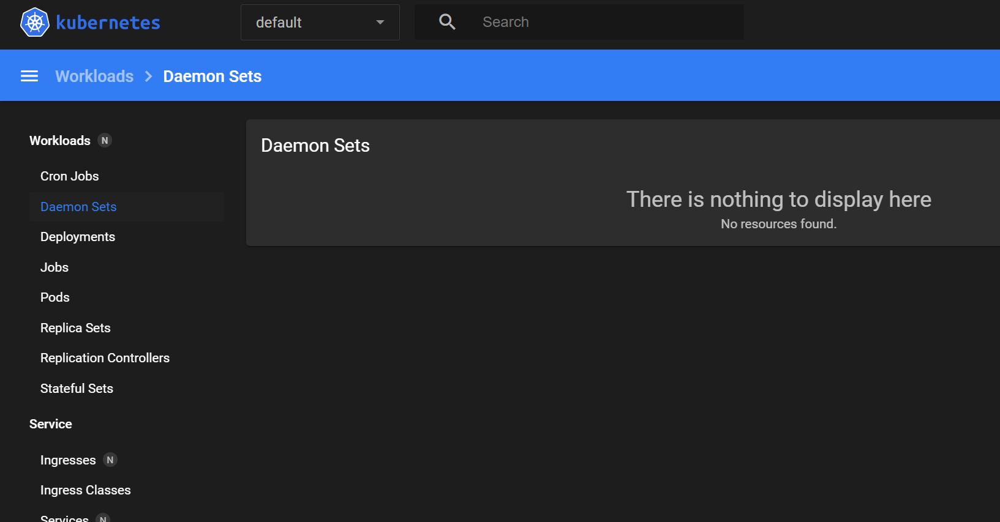 kubernetes
default
Search
Workloads > Daemon Sets
Workloads N
Cron Jobs
Daemon Sets
Deployments
Jobs
Pods
Replica Sets
Replication Controllers
Stateful Sets
Service
Ingresses N
Ingress Classes
Services N
Daemon Sets
There is nothing to display here
No resources found.